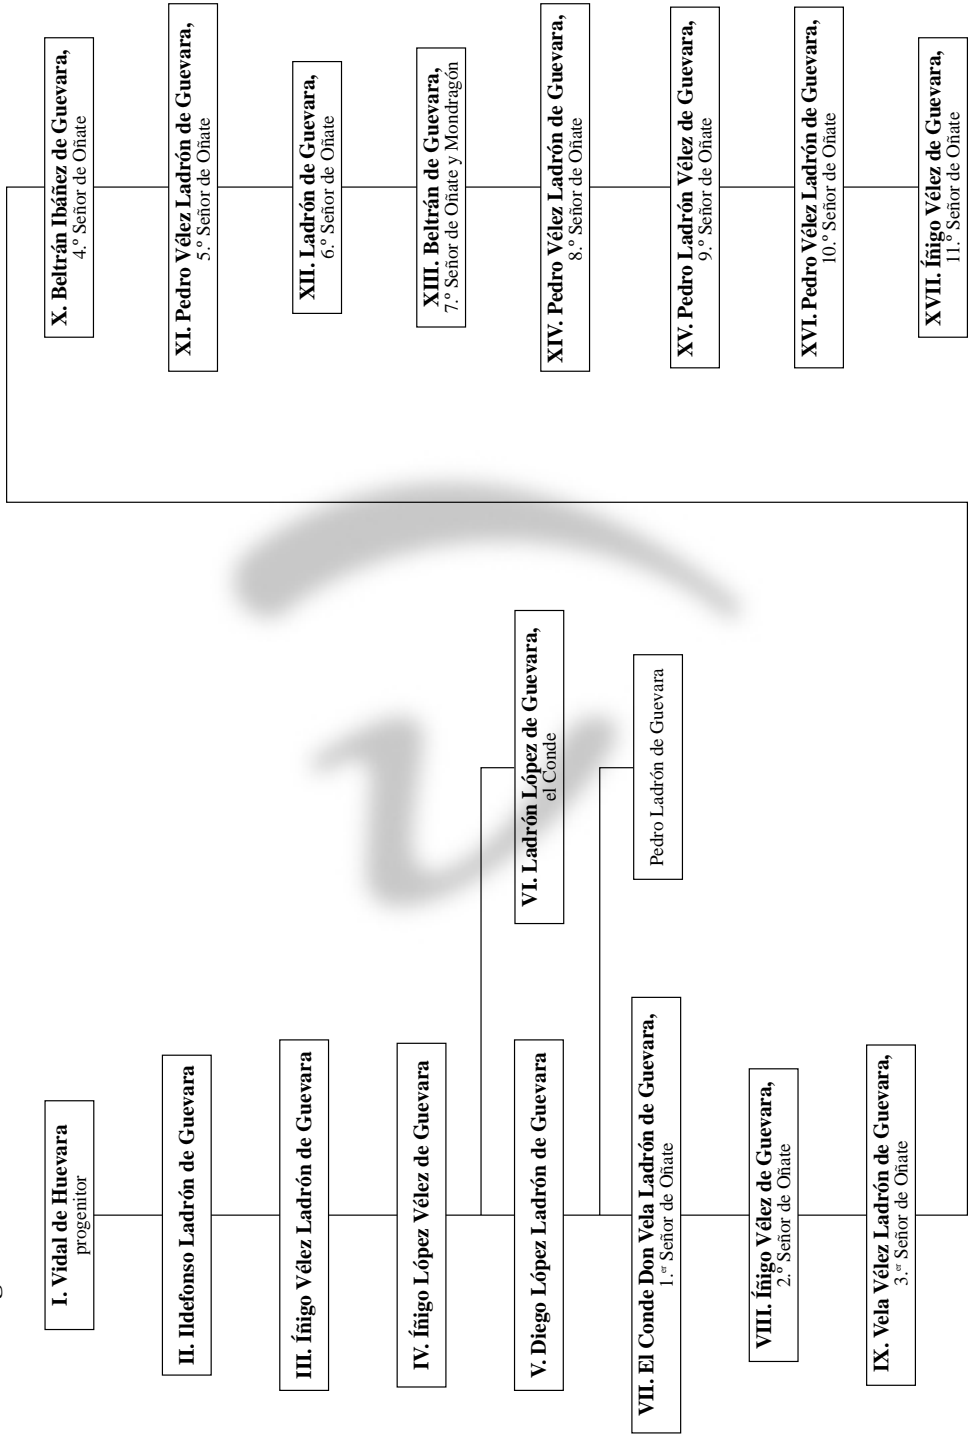 I. Vidal de Huevara
progenitor
II. Ildefonso Ladrón de Guevara
III. Íñigo Vélez Ladrón de Guevara
IV. Íñigo López Vélez de Guevara
V. Diego López Ladrón de Guevara
VI. Ladrón López de Guevara,
el Conde
VII. El Conde Don Vela Ladrón de Guevara,
1.er Señor de Oñate
Pedro Ladrón de Guevara
VIII. Íñigo Vélez de Guevara,
2.º Señor de Oñate
IX. Vela Vélez Ladrón de Guevara,
3.er Señor de Oñate
X. Beltrán Ibáñez de Guevara,
4.º Señor de Oñate
XI. Pedro Vélez Ladrón de Guevara,
5.º Señor de Oñate
XII. Ladrón de Guevara,
6.º Señor de Oñate
XIII. Beltrán de Guevara,
7.º Señor de Oñate y Mondragón
XIV. Pedro Vélez Ladrón de Guevara,
8.º Señor de Oñate
XV. Pedro Ladrón Vélez de Guevara,
9.º Señor de Oñate
XVI. Pedro Vélez Ladrón de Guevara,
10.º Señor de Oñate
XVII. Íñigo Vélez de Guevara,
11.º Señor de Oñate